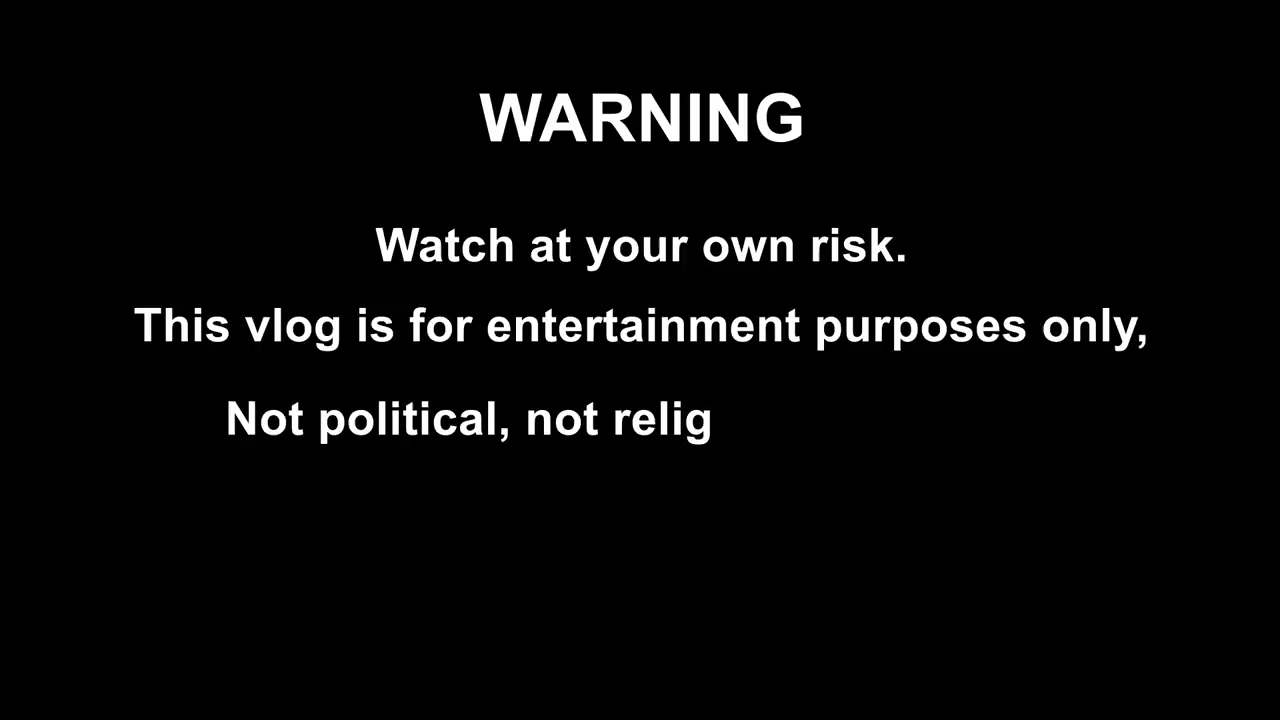 WARNING
Watch at your own risk.
This vlog is for entertainment purposes only,
Not political, not relig